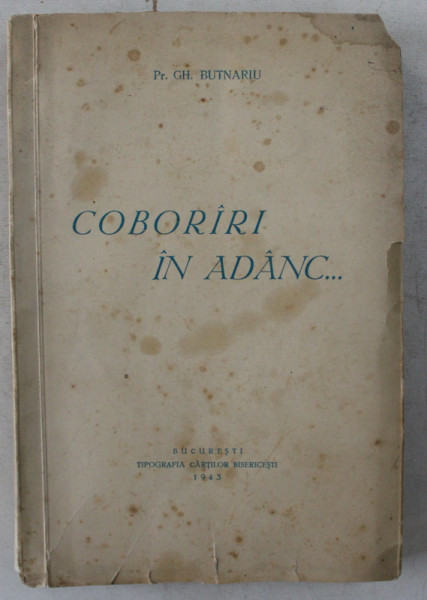 Pr. GH. BUTNARIU
COBORÎRI
ÎN ADÂNC...
BUCUREȘTI
TIPOGRAFIA CĂRȚILOR BISERICEȘTI
1943